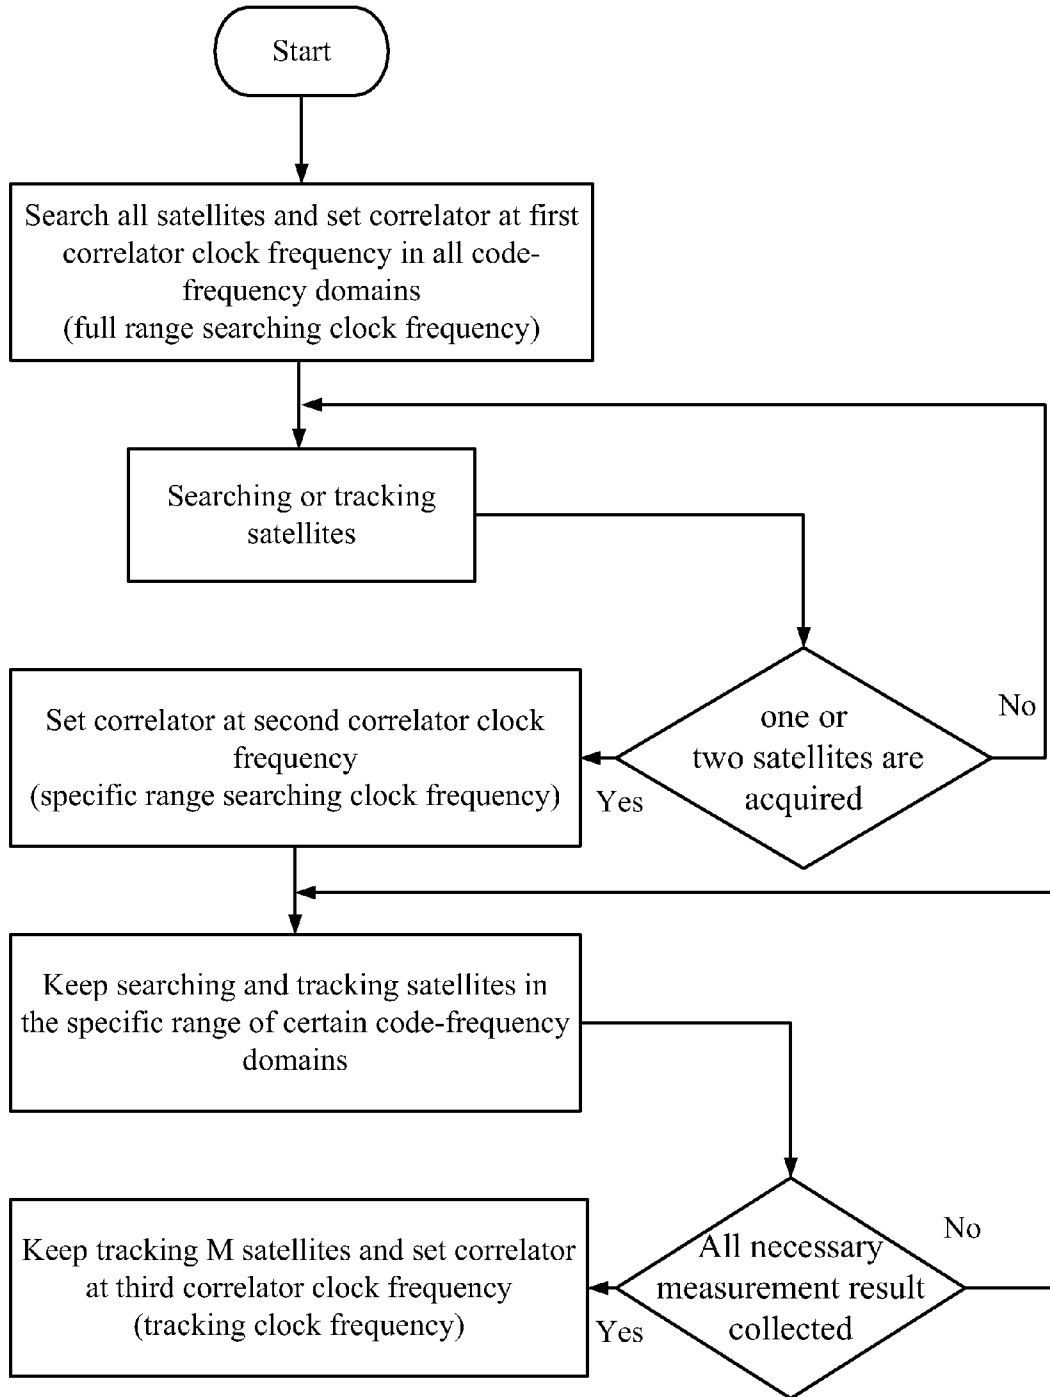 Start
Search all satellites and set correlator at first
correlator clock frequency in all code-
frequency domains
(full range searching clock frequency)
Searching or tracking
satellites
one or
two satellites are
acquired
No
Yes
Set correlator at second correlator clock
frequency
(specific range searching clock frequency)
Keep searching and tracking satellites in
the specific range of certain code-frequency
domains
All necessary
measurement result
collected
No
Yes
Keep tracking M satellites and set correlator
at third correlator clock frequency
(tracking clock frequency)